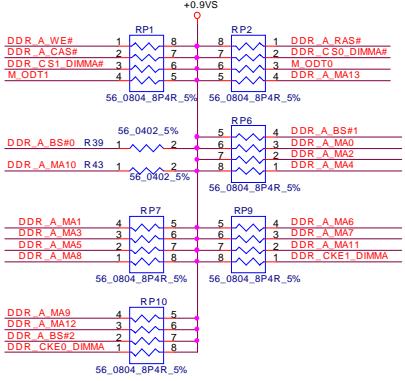 +0.9VS
RP1 RP2
DDR_A_WE# 1 8 8 1 DDR_A_RAS#
DDR_A_CAS# 2 7 7 2 DDR_CS0_DIMMA#
DDR_CS1_DIMMA# 3 6 6 3 M_ODT0
M_ODT1 4 5 5 4 DDR_A_MA13
56_0804_8P4R_5% 56_0804_8P4R_5%
RP6
56_0402_5% 5 4 DDR_A_BS#1
DDR_A_BS#0 R39 1 2 6 3 DDR_A_MA0
7 2 DDR_A_MA2
DDR_A_MA10 R43 1 2 8 1 DDR_A_MA4
56_0402_5% 56_0804_8P4R_5%
RP7 RP9
DDR_A_MA1 4 5 5 4 DDR_A_MA6
DDR_A_MA3 3 6 6 3 DDR_A_MA7
DDR_A_MA5 2 7 7 2 DDR_A_MA11
DDR_A_MA8 1 8 8 1 DDR_CKE1_DIMMA
56_0804_8P4R_5% 56_0804_8P4R_5%
RP10
DDR_A_MA9 4 5
DDR_A_MA12 3 6
DDR_A_BS#2 2 7
DDR_CKE0_DIMMA 1 8
56_0804_8P4R_5%